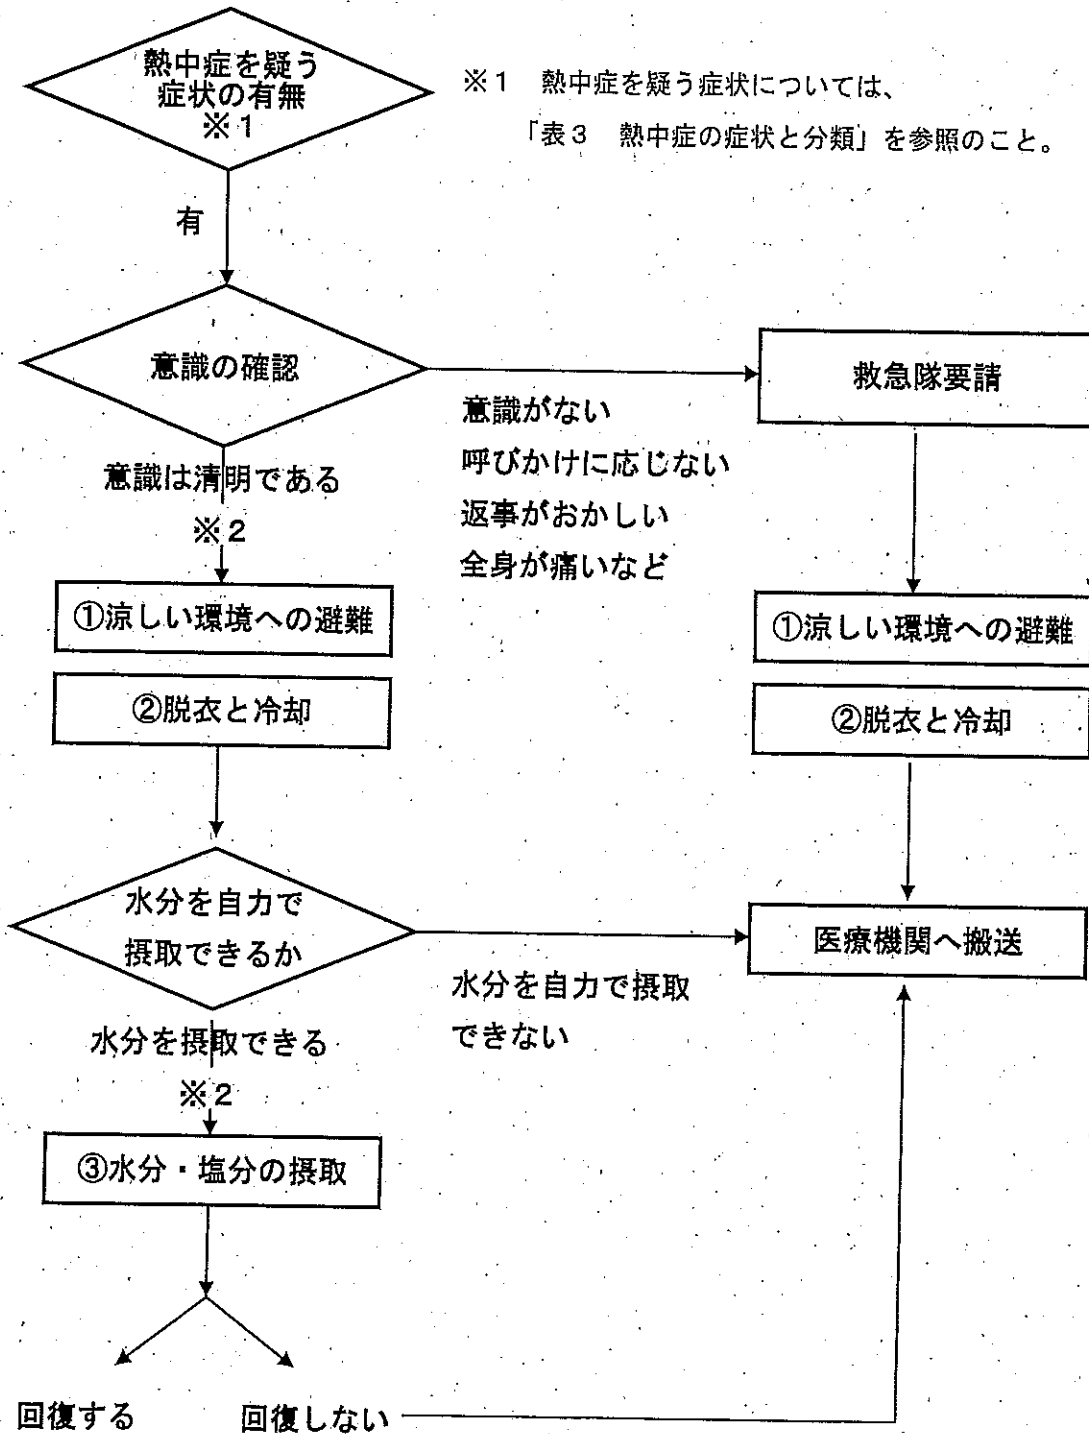 熱中症を疑う
症状の有無
※1
※1　熱中症を疑う症状については、
「表3　熱中症の症状と分類」を参照のこと。
有
意識の確認
救急隊要請
意識がない
呼びかけに応じない
返事がおかしい
全身が痛いなど
意識は清明である
※2
①涼しい環境への避難
②脱衣と冷却
①涼しい環境への避難
②脱衣と冷却
水分を自力で
摂取できるか
医療機関へ搬送
水分を自力で摂取
できない
水分を摂取できる
※2
③水分・塩分の摂取
回復する
回復しない